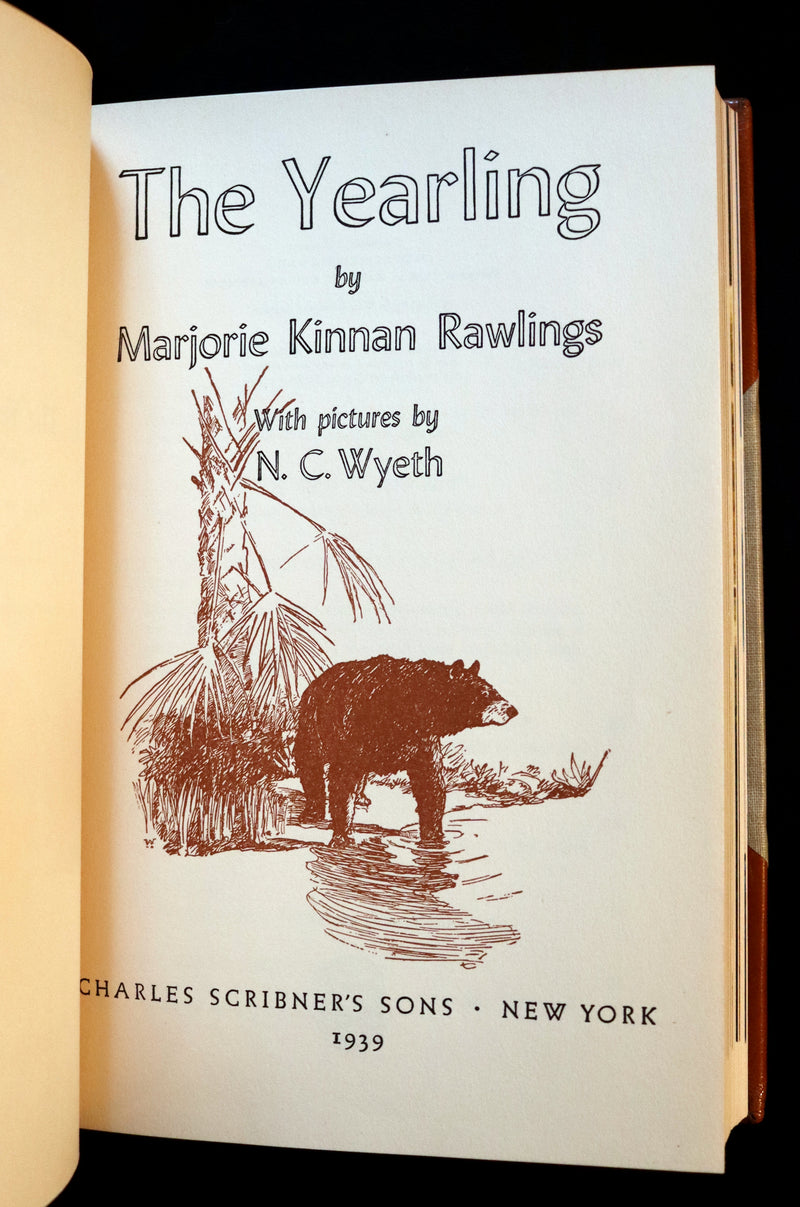 The Yearling
by
Marjorie Kinnan Rawlings
With pictures by
N. C. Wyeth
W
CHARLES SCRIBNER'S SONS · NEW YORK
1939